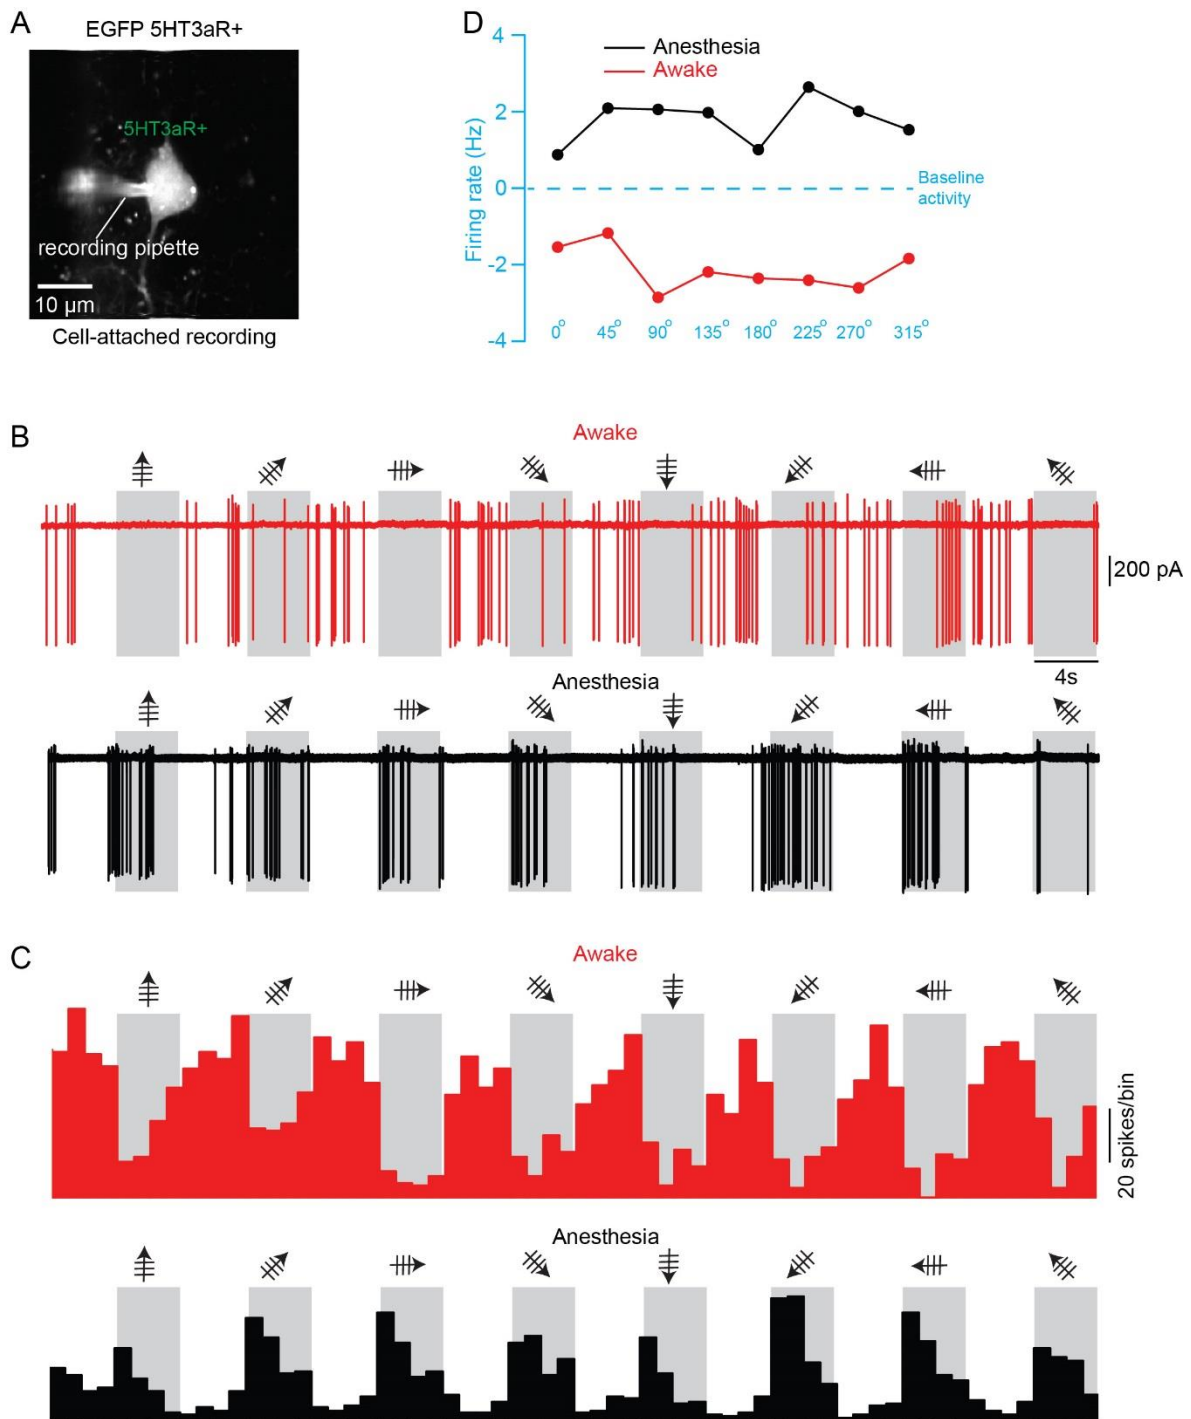 A
EGFP 5HT3aR+
5HT3aR+
recording pipette
10 µm
Cell-attached recording
D
Anesthesia
Awake
Firing rate (Hz)
4
2
0
-2
-4
Baseline
activity
0° 45° 90° 135° 180° 225° 270° 315°
B
Awake
200 pA
4s
Anesthesia
C
Awake
20 spikes/bin
Anesthesia